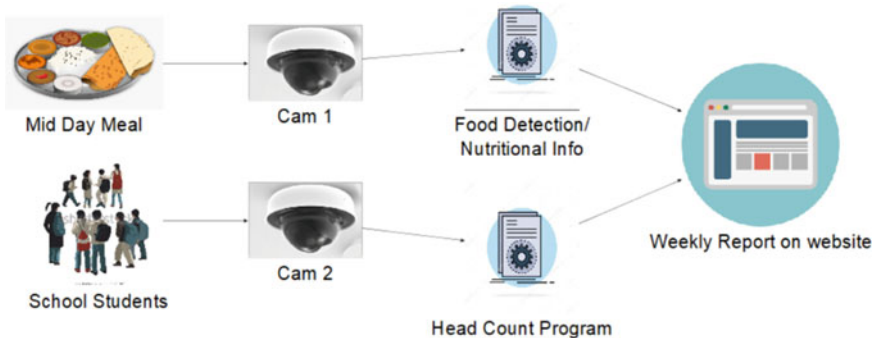 Mid Day Meal
Cam 1
Food Detection/
Nutritional Info
Weekly Report on website
School Students
Cam 2
Head Count Program